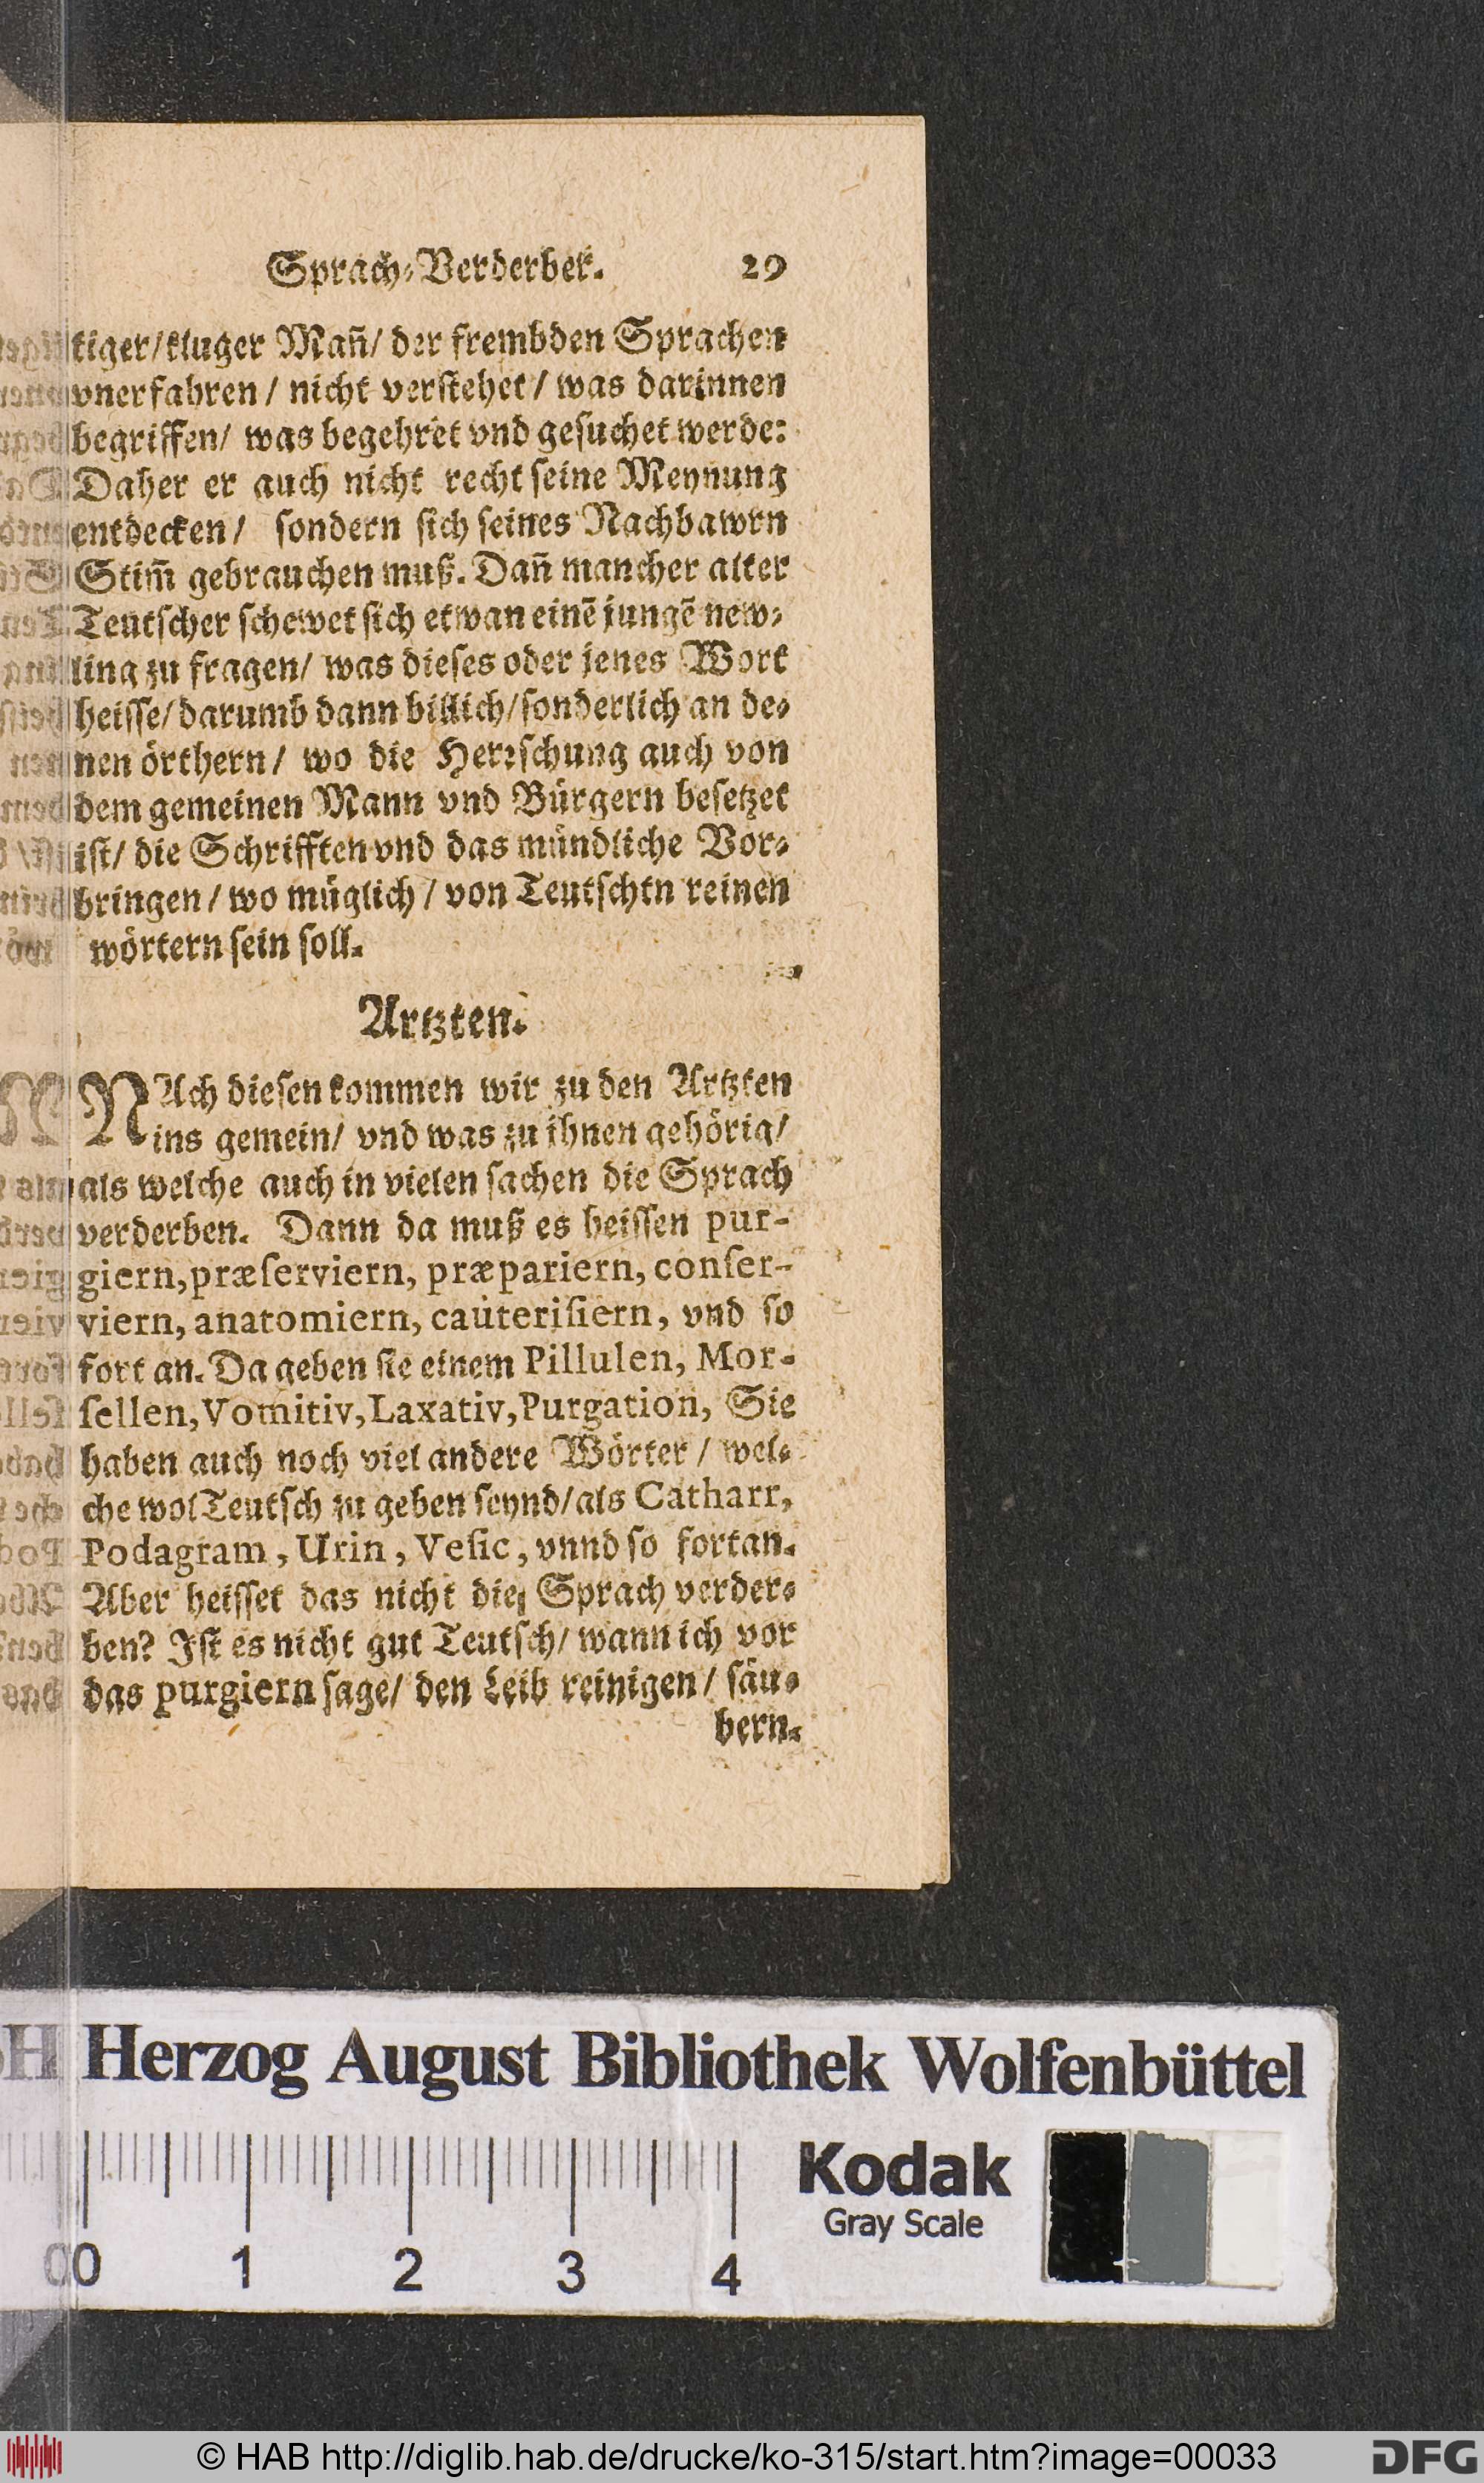 Sprach-Verderber. 29
tiger/kluger Mañ/ der frembden Sprachen
vnerfahren / nicht verstehet / was darinnen
begriffen/ was begehret vnd gesuchet werde:
Daher er auch nicht recht seine Meynung
entdecken / sondern sich seines Nachbawrn
Stim̃ gebrauchen muß. Dañ mancher alter
Teutscher schewet sich etwan einẽ jungẽ new-
ling zu fragen/ was dieses oder jenes Wort
heisse/darumb dann billich/sonderlich an de-
nen örthern / wo die Herrschung auch von
dem gemeinen Mann vnd Bürgern besetzet
ist/ die Schrifften vnd das mündliche Vor-
bringen / wo müglich / von Teutschtn reinen
wörtern sein soll.
Artzten.
NAch diesen kommen wir zu den Artzten
ins gemein/ vnd was zu ihnen gehörig/
als welche auch in vielen sachen die Sprach
verderben. Dann da muß es heissen pur-
giern, præserviern, præpariern, conser-
viern, anatomiern, cauterisiern, vnd so
fort an. Da geben sie einem Pillulen, Mor-
sellen, Vomitiv, Laxativ, Purgation, Sie
haben auch noch viel andere Wörter / wel-
che wol Teutsch zu geben seynd/als Catharr,
Podagram, Urin, Vesic, vnnd so fortan.
Aber heisset das nicht die Sprach verder-
ben? Ist es nicht gut Teutsch/ wann ich vor
das purgiern sage/ den Leib reinigen / säu-
bern.
Herzog August Bibliothek Wolfenbüttel
Kodak
Gray Scale
0 1 2 3 4
© HAB http://diglib.hab.de/drucke/ko-315/start.htm?image=00033
DFG